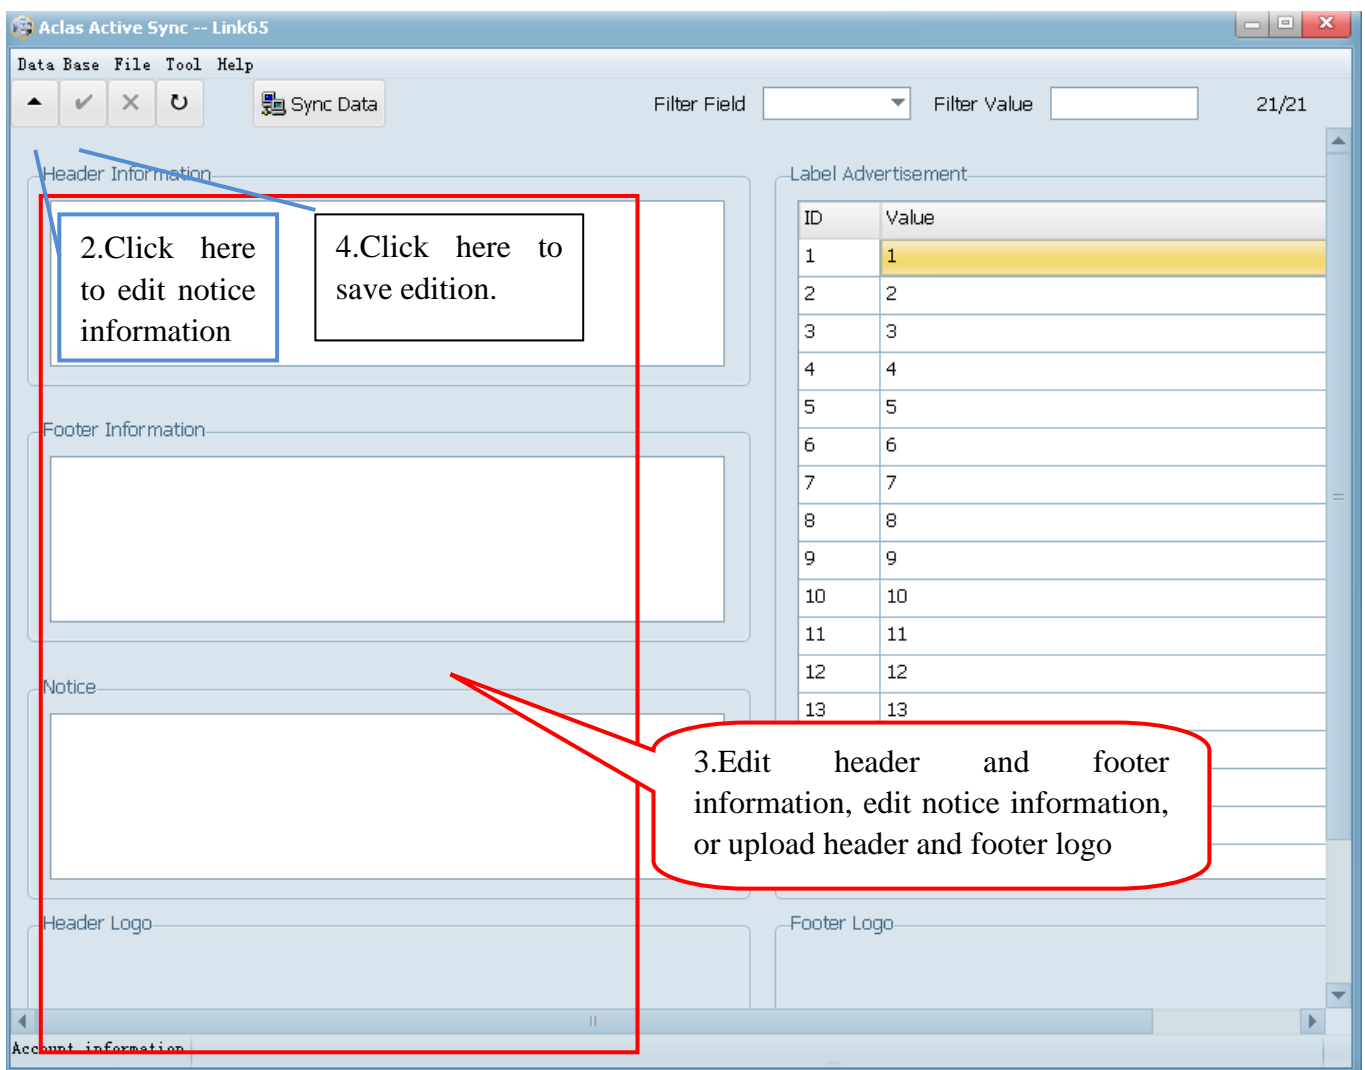 Aclas Active Sync -- Link65
Data Base File Tool Help
Sync Data
Filter Field
Filter Value
21/21
Header Information
2.Click here
to edit notice
information
4.Click here to
save edition.
Footer Information
Notice
3.Edit header and footer
information, edit notice information,
or upload header and footer logo
Label Advertisement
ID Value
1 1
2 2
3 3
4 4
5 5
6 6
7 7
8 8
9 9
10 10
11 11
12 12
13 13
Header Logo
Footer Logo
Account information